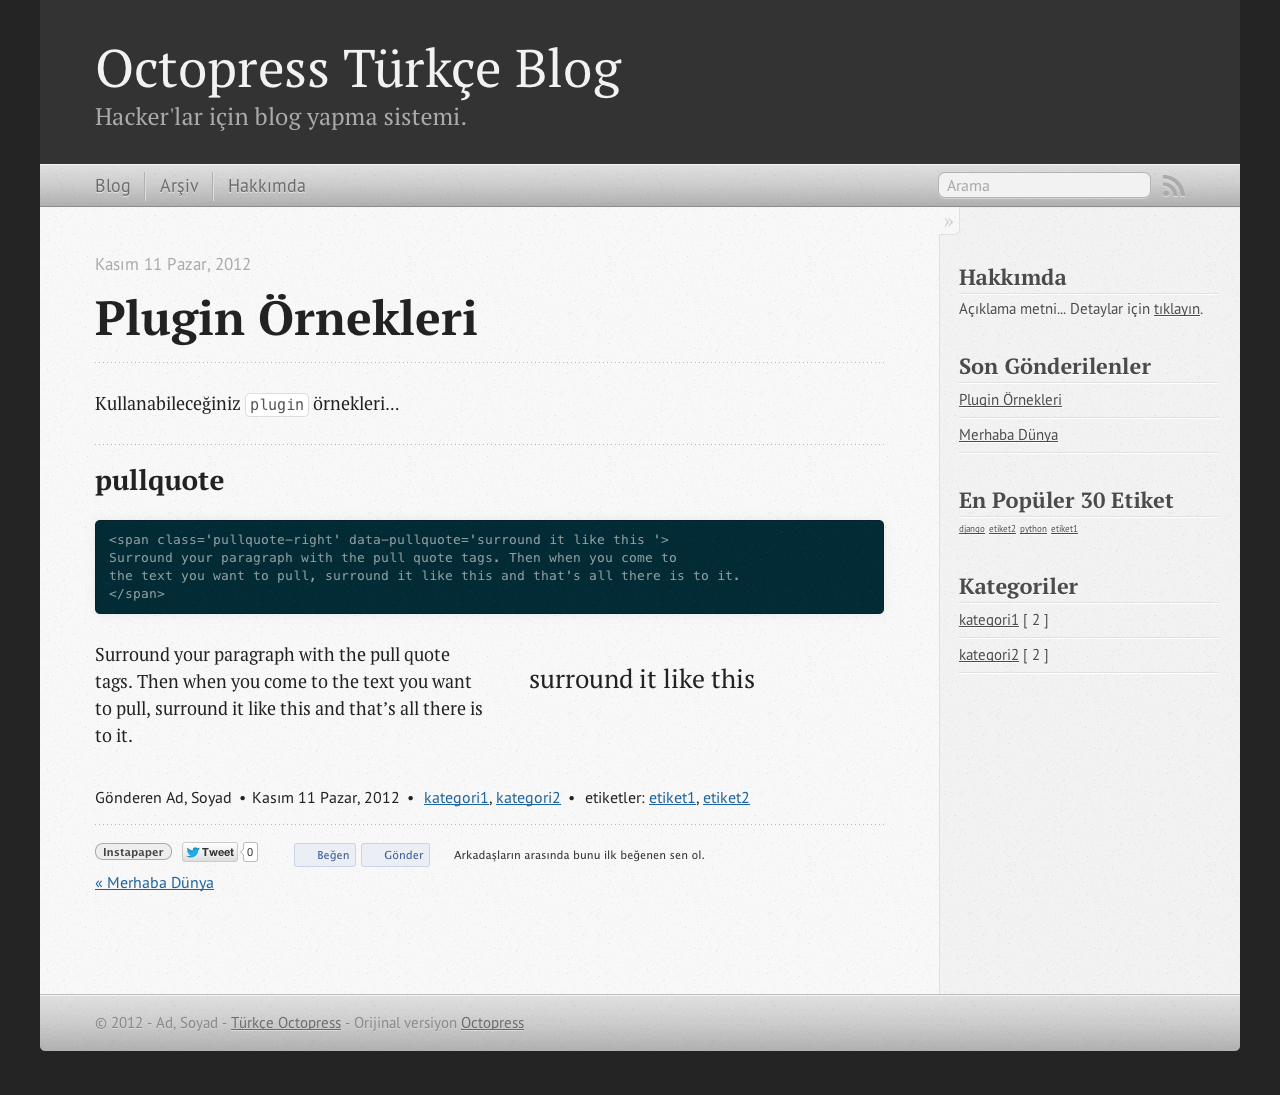 Octopress Türkçe Blog
Hacker'lar için blog yapma sistemi.
Blog
Arşiv
Hakkımda
Arama
»
Kasım 11 Pazar, 2012
Plugin Örnekleri
Kullanabileceğiniz plugin örnekleri…
pullquote
<span class='pullquote-right' data-pullquote='surround it like this '>
Surround your paragraph with the pull quote tags. Then when you come to
the text you want to pull, surround it like this and that's all there is to it.
</span>
Surround your paragraph with the pull quote
tags. Then when you come to the text you want
to pull, surround it like this and that’s all there is
to it.
surround it like this
Gönderen Ad, Soyad • Kasım 11 Pazar, 2012 • kategori1, kategori2 • etiketler: etiket1, etiket2
Instapaper
Tweet
0
Beğen
Gönder
Arkadaşların arasında bunu ilk beğenen sen ol.
« Merhaba Dünya
Hakkımda
Açıklama metni... Detaylar için tıklayın.
Son Gönderilenler
Plugin Örnekleri
Merhaba Dünya
En Popüler 30 Etiket
django etiket2 python etiket1
Kategoriler
kategori1 [ 2 ]
kategori2 [ 2 ]
© 2012 - Ad, Soyad - Türkçe Octopress - Orijinal versiyon Octopress